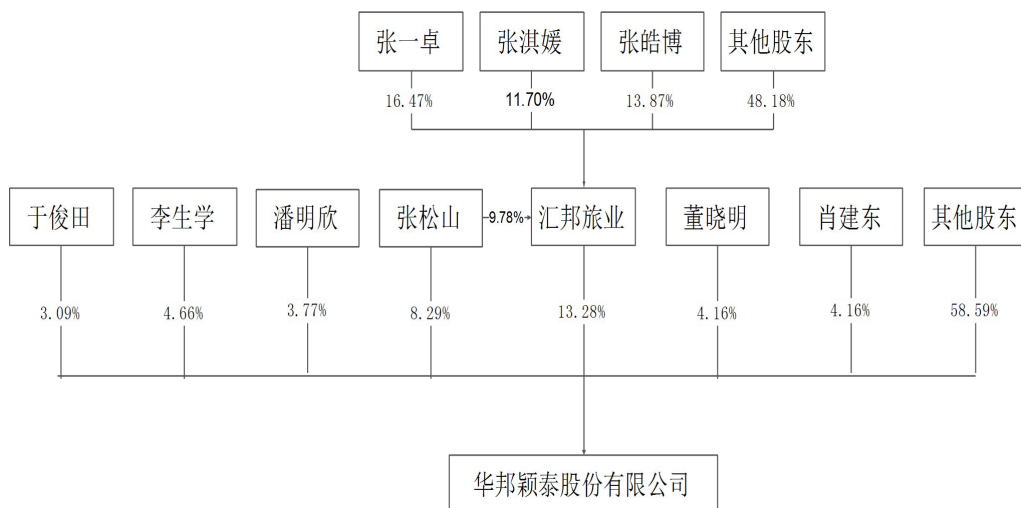 张一卓 张淇媛 张皓博 其他股东
16.47% 11.70% 13.87% 48.18%
于俊田 李生学 潘明欣 张松山 9.78% 汇邦旅业 董晓明 肖建东 其他股东
3.09% 4.66% 3.77% 8.29% 13.28% 4.16% 4.16% 58.59%
华邦颖泰股份有限公司